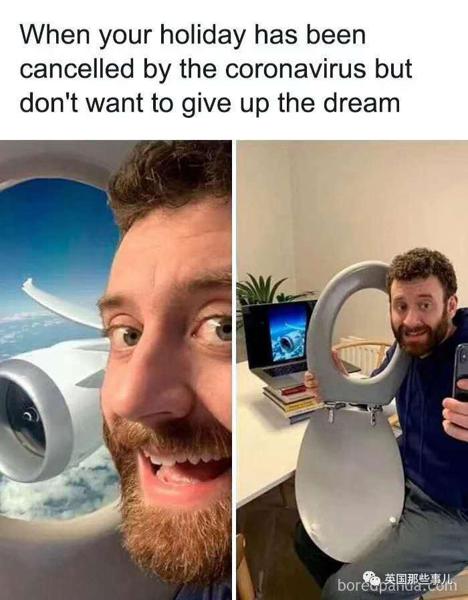 When your holiday has been
cancelled by the coronavirus but
don't want to give up the dream
英国那些事儿
boredpanda.com